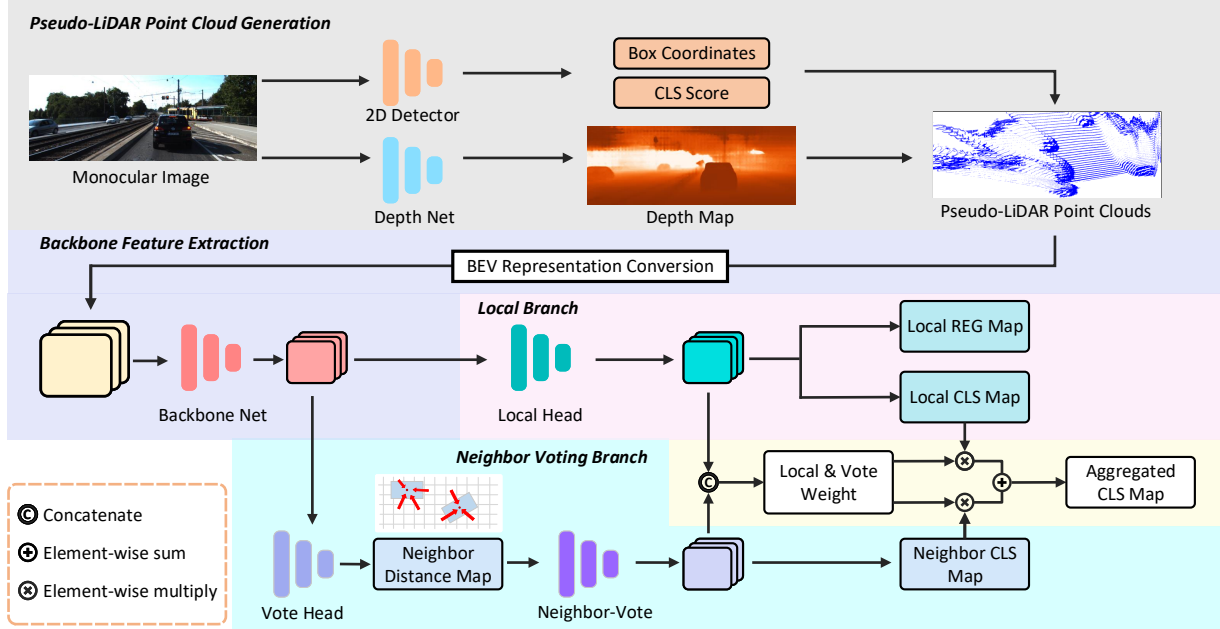 Pseudo-LiDAR Point Cloud Generation
Box Coordinates
CLS Score
2D Detector
Monocular Image
Depth Net
Depth Map
Pseudo-LiDAR Point Clouds
Backbone Feature Extraction
BEV Representation Conversion
Local Branch
Local REG Map
Backbone Net
Local Head
Local CLS Map
Neighbor Voting Branch
C
Local & Vote
Weight
Aggregated
CLS Map
C Concatenate
Element-wise sum
Element-wise multiply
Neighbor
Distance Map
Neighbor CLS
Map
Vote Head
Neighbor-Vote